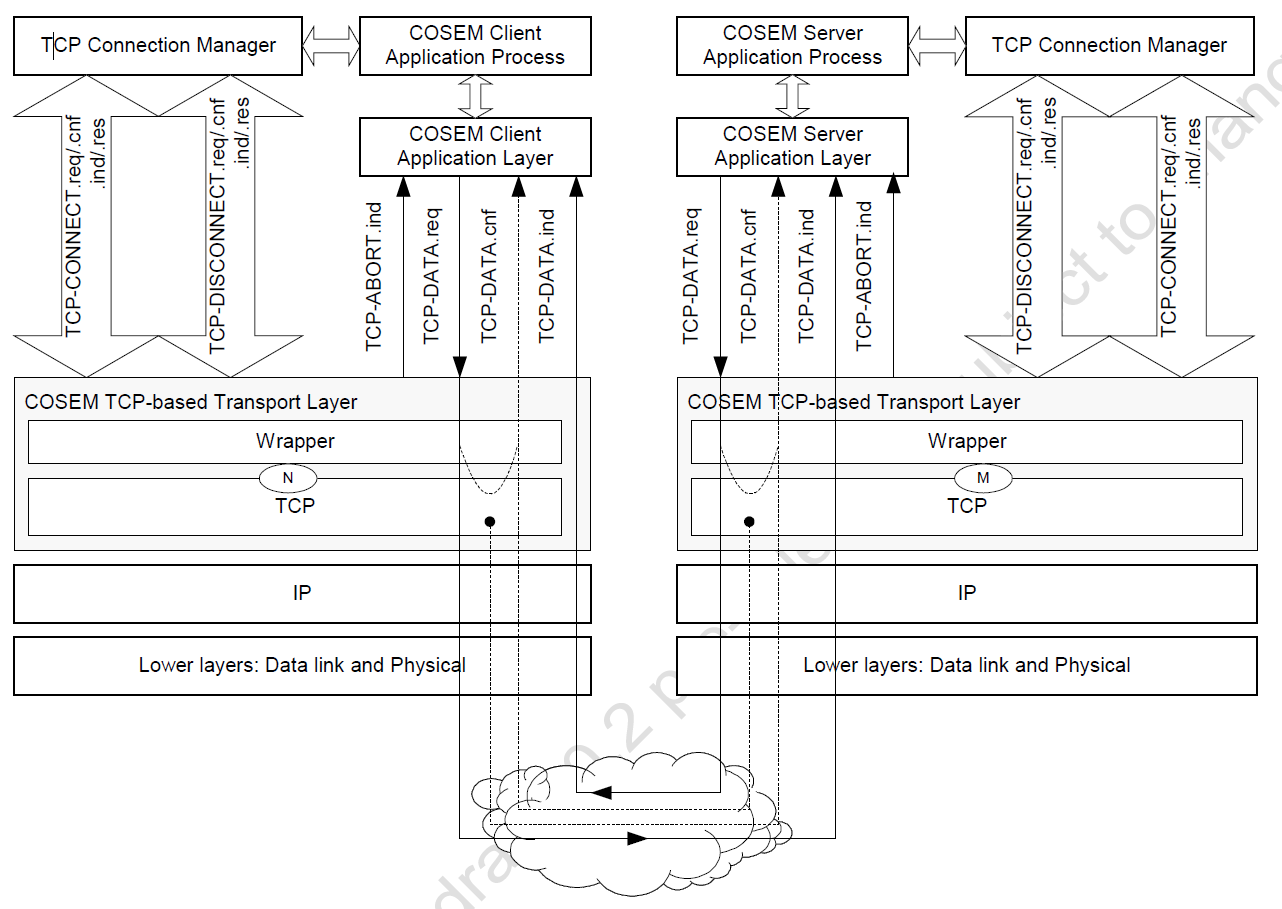 TCP Connection Manager
COSEM Client
Application Process
COSEM Server
Application Process
TCP Connection Manager
COSEM Client
Application Layer
COSEM Server
Application Layer
TCP-CONNECT.req/.cnf
.ind/.res
TCP-DISCONNECT.req/.cnf
.ind/.res
TCP-ABORT.ind
TCP-DATA.req
TCP-DATA.cnf
TCP-DATA.ind
TCP-DATA.req
TCP-DATA.cnf
TCP-DATA.ind
TCP-ABORT.ind
TCP-DISCONNECT.req/.cnf
.ind/.res
TCP-CONNECT.req/.cnf
.ind/.res
COSEM TCP-based Transport Layer
Wrapper
N
TCP
COSEM TCP-based Transport Layer
Wrapper
M
TCP
IP
IP
Lower layers: Data link and Physical
Lower layers: Data link and Physical